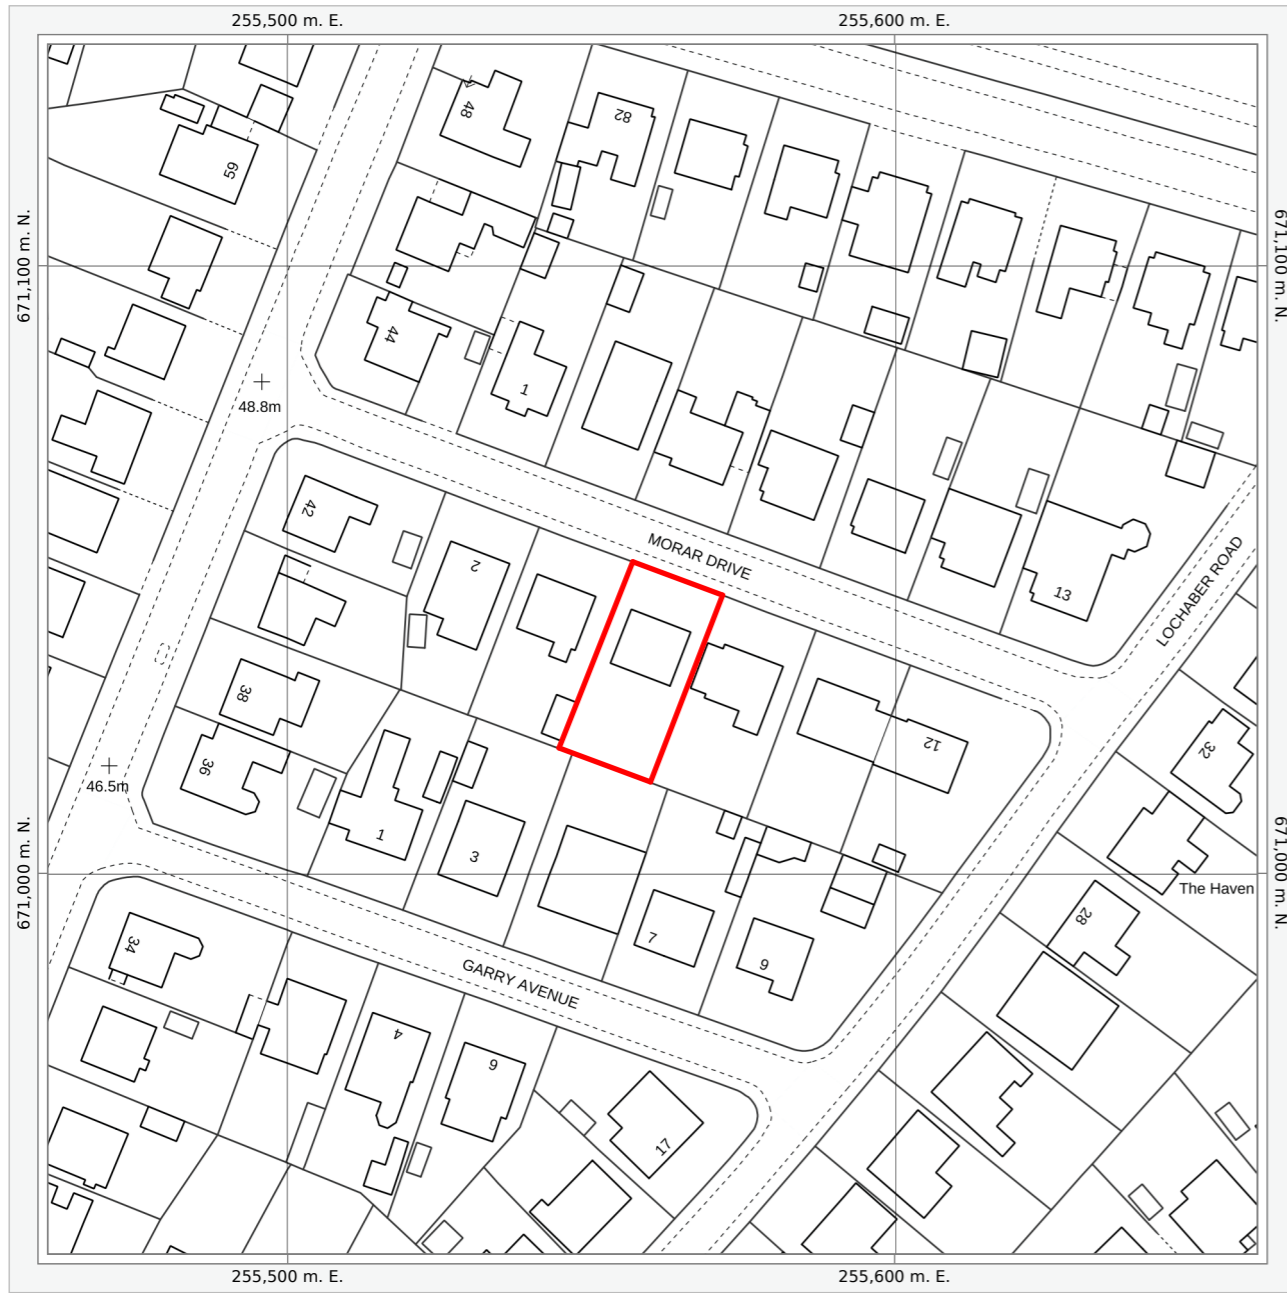 255,500 m. E.
255,600 m. E.
48
82
59
671,100 m. N.
671,100 m. N.
44
1
48.8m
42
MORAR DRIVE
2
LOCHABER ROAD
13
38
36
12
32
46.5m
1
3
671,000 m. N.
671,000 m. N.
The Haven
28
7
9
34
GARRY AVENUE
4
6
17
255,500 m. E.
255,600 m. E.